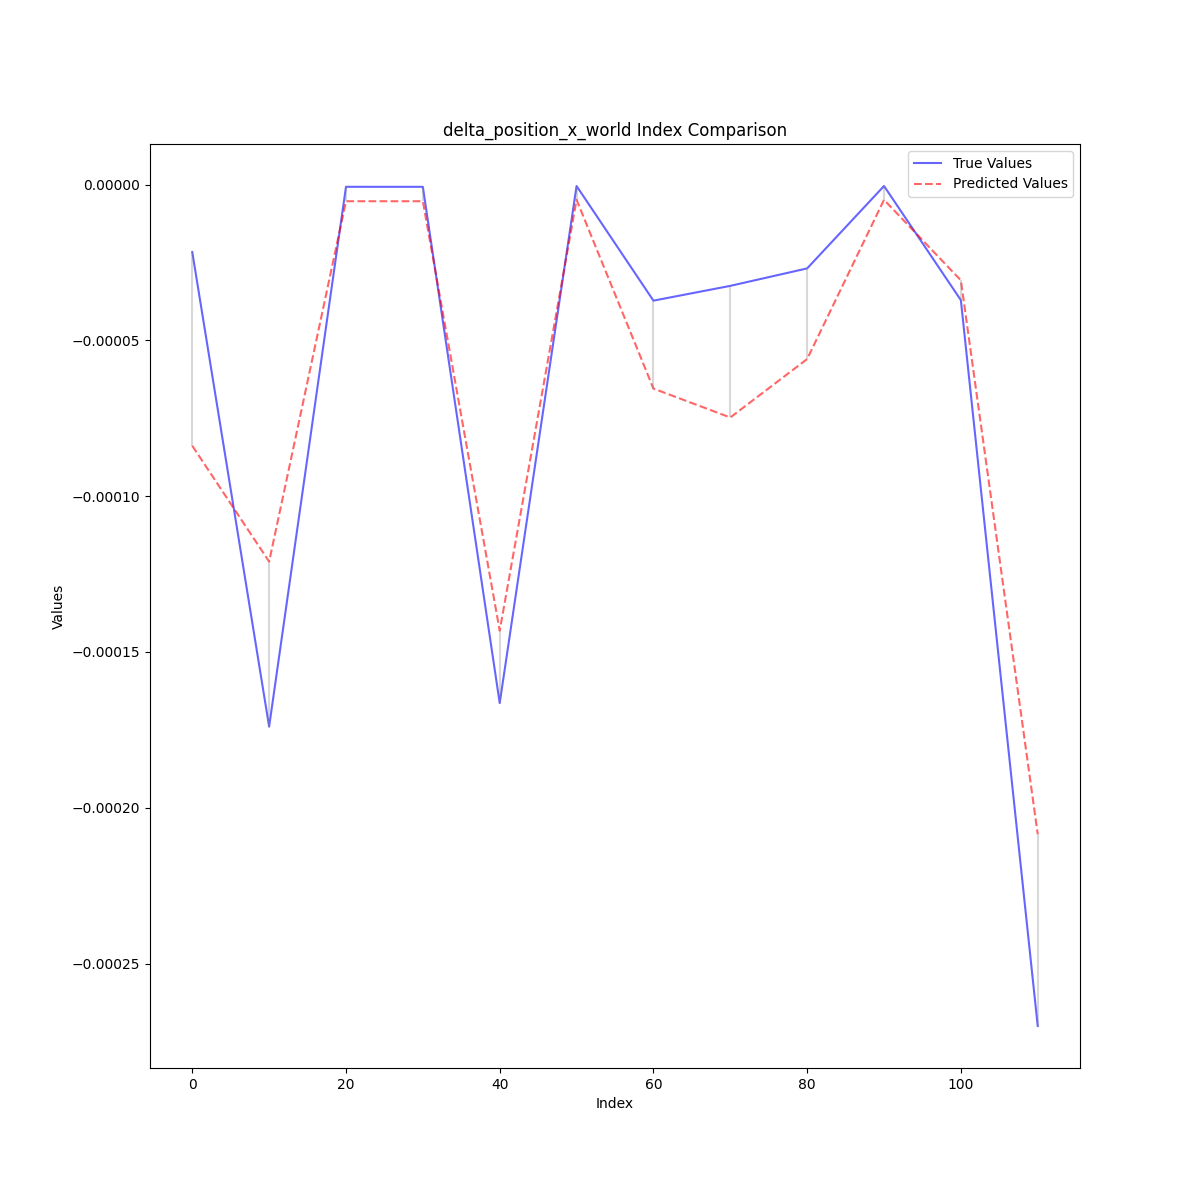 delta_position_x_world Index Comparison
True Values
Predicted Values
0.00000
−0.00005
−0.00010
−0.00015
−0.00020
−0.00025
Values
0 20 40 60 80 100
Index